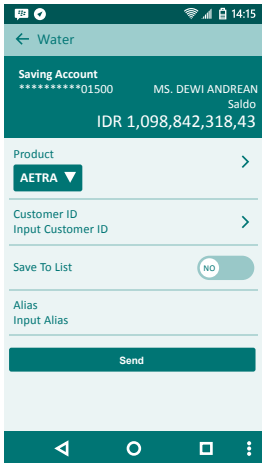 14:15
Water
Saving Account
**********01500 MS. DEWI ANDREAN
Saldo
IDR 1,098,842,318,43
Product
AETRA
Customer ID
Input Customer ID
Save To List NO
Alias
Input Alias
Send